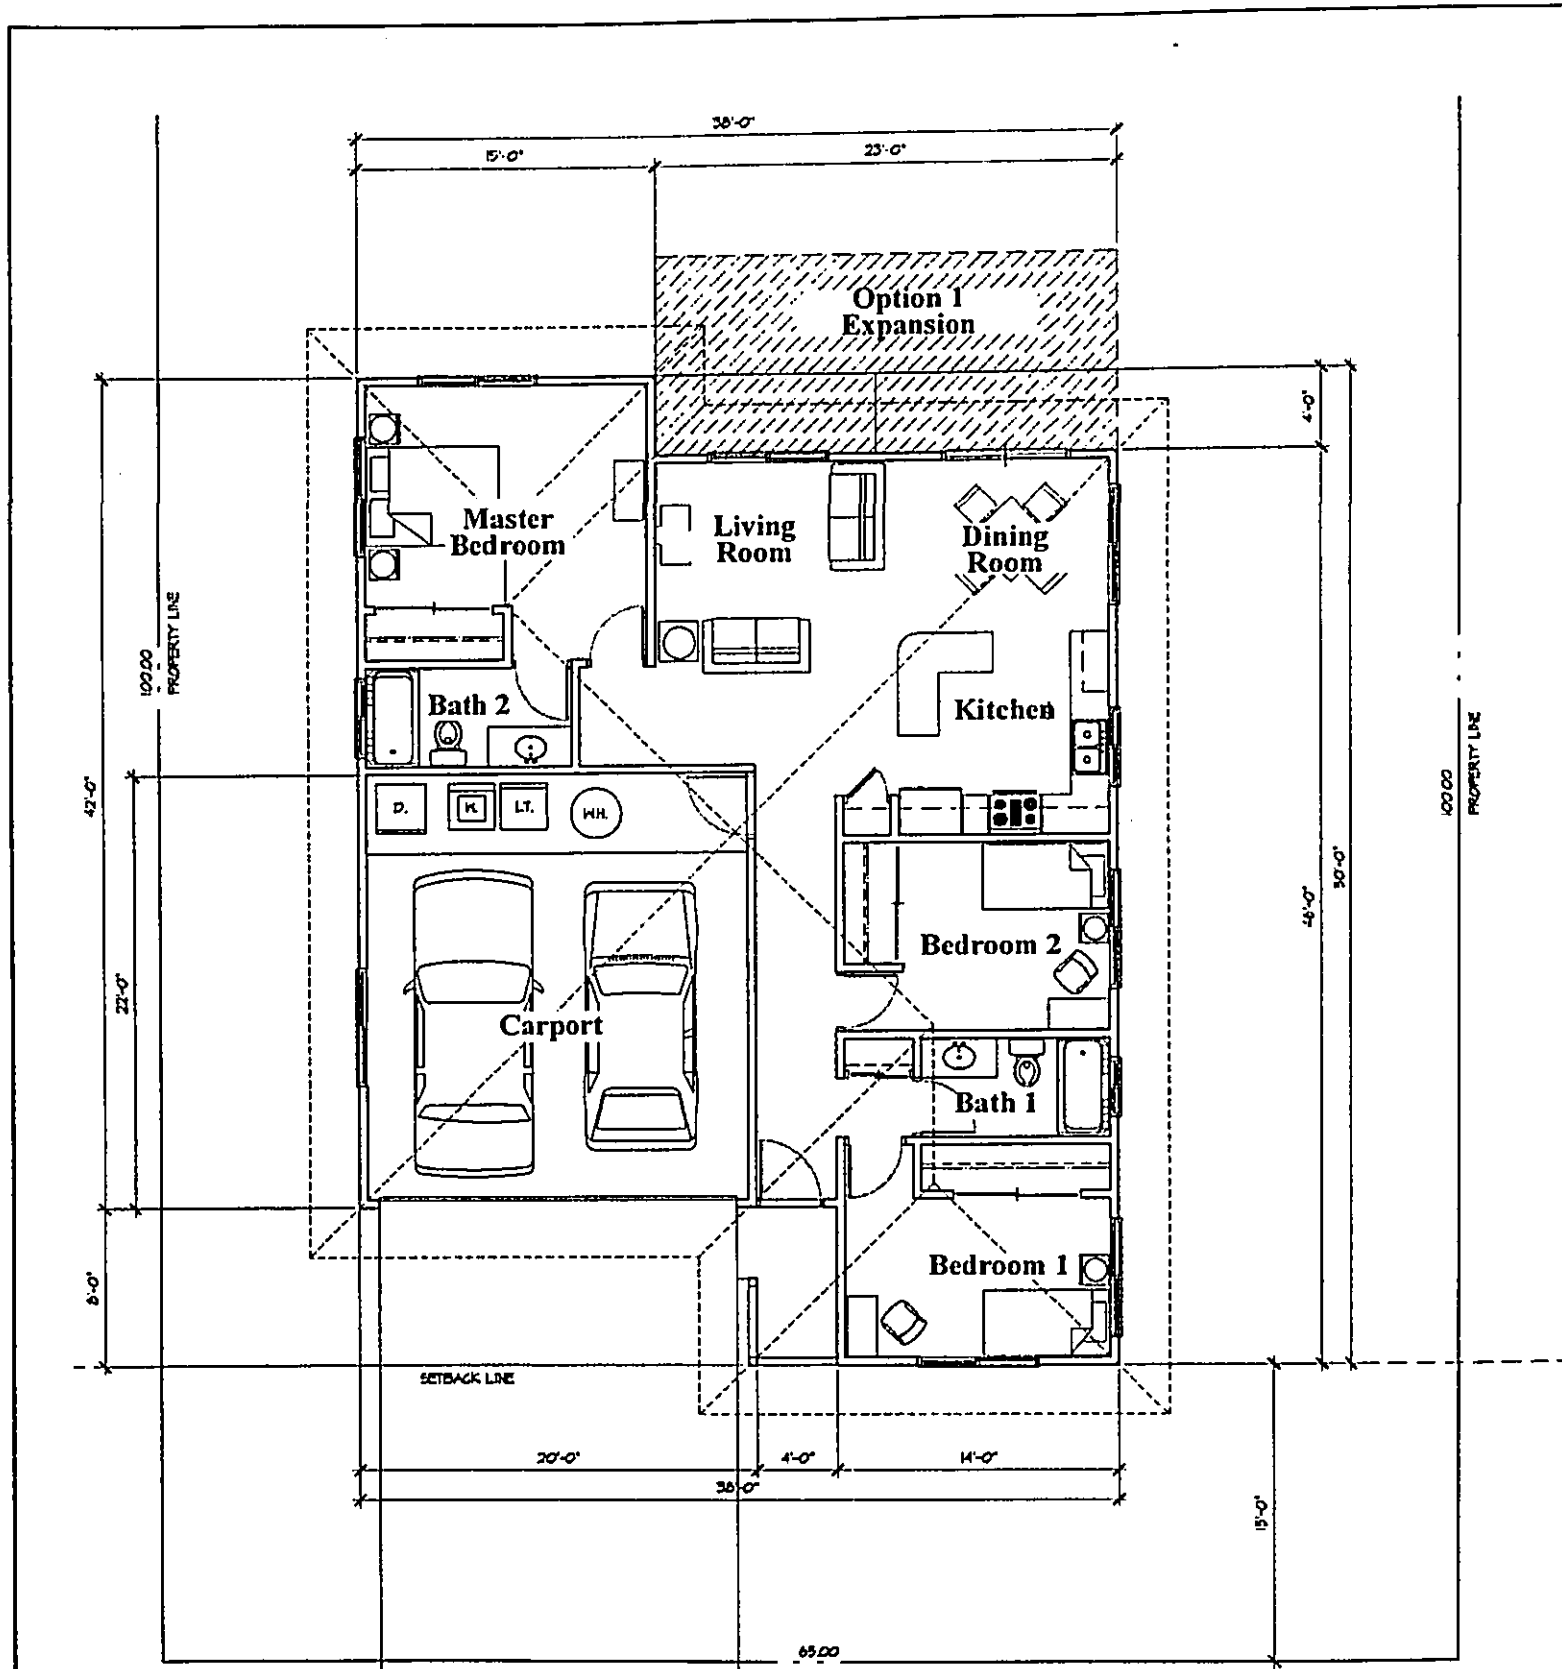 38'-0"
15'-0"
23'-0"
Option 1
Expansion
4'-0"
Master
Bedroom
Living
Room
Dining
Room
100.00
PROPERTY LINE
Bath 2
Kitchen
100.00
PROPERTY LINE
42'-0"
D.
W.
L.T.
W.H.
50'-0"
46'-0"
Bedroom 2
22'-0"
Carport
Bath 1
Bedroom 1
8'-0"
SETBACK LINE
20'-0"
4'-0"
14'-0"
38'-0"
15'-0"
65.00